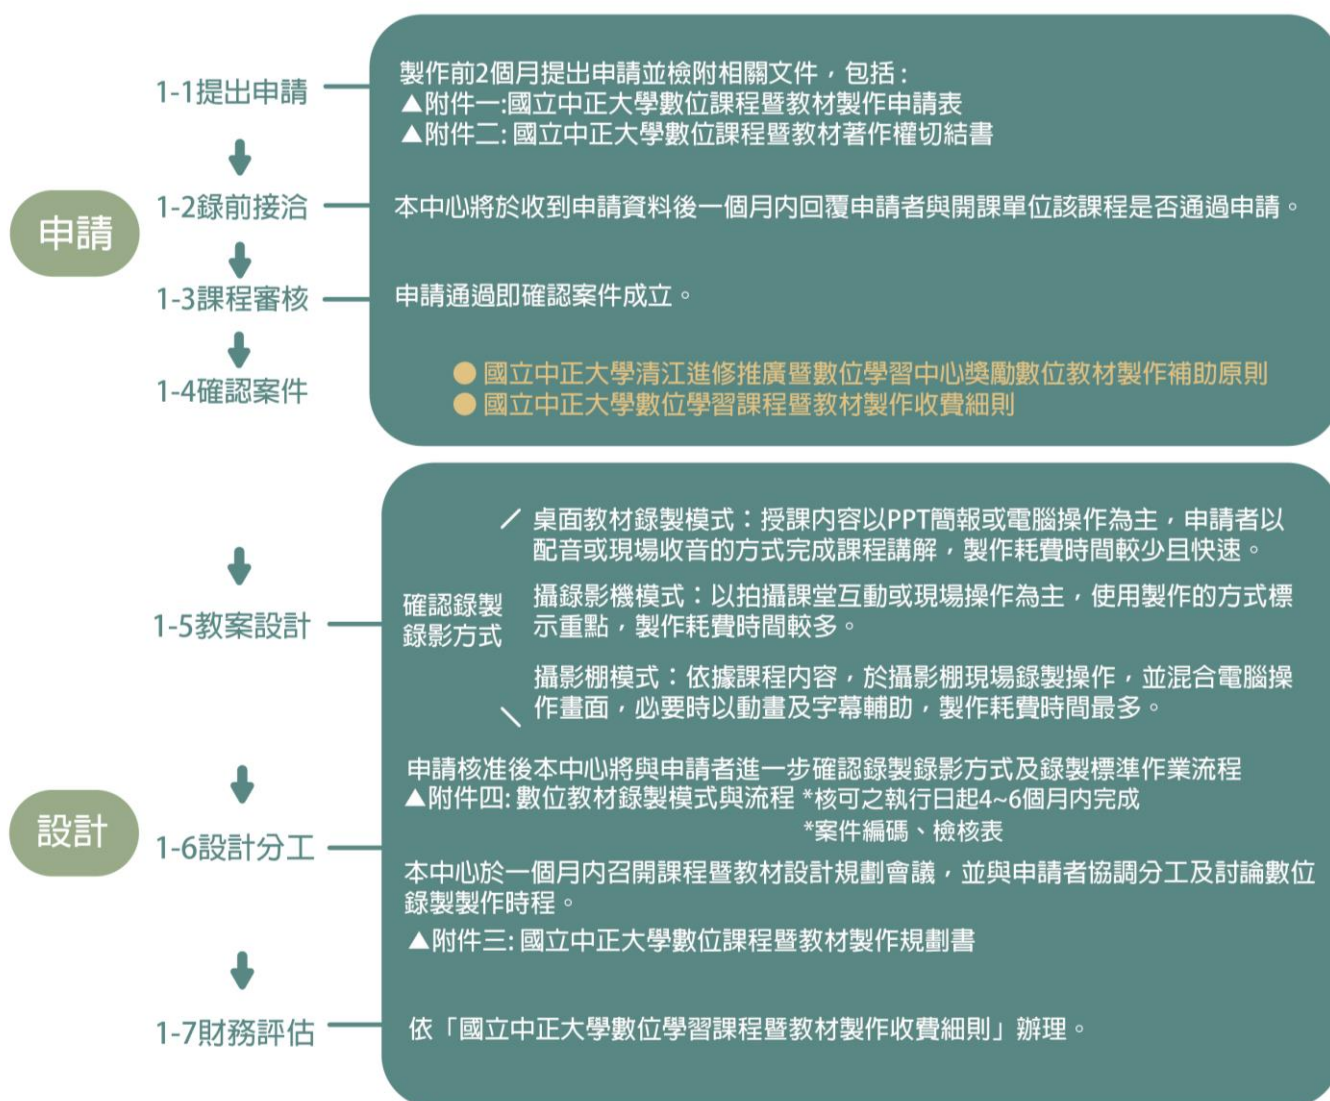 申請
1-1提出申請
製作前2個月提出申請並檢附相關文件，包括:
▲附件一:國立中正大學數位課程暨教材製作申請表
▲附件二: 國立中正大學數位課程暨教材著作權切結書
1-2錄前接洽
本中心將於收到申請資料後一個月內回覆申請者與開課單位該課程是否通過申請。
1-3課程審核
申請通過即確認案件成立。
1-4確認案件
● 國立中正大學清江進修推廣暨數位學習中心獎勵數位教材製作補助原則
● 國立中正大學數位學習課程暨教材製作收費細則
設計
1-5教案設計
確認錄製
錄影方式
桌面教材錄製模式：授課內容以PPT簡報或電腦操作為主，申請者以
配音或現場收音的方式完成課程講解，製作耗費時間較少且快速。
攝錄影機模式：以拍攝課堂互動或現場操作為主，使用製作的方式標
示重點，製作耗費時間較多。
攝影棚模式：依據課程內容，於攝影棚現場錄製操作，並混合電腦操
作畫面，必要時以動畫及字幕輔助，製作耗費時間最多。
1-6設計分工
申請核准後本中心將與申請者進一步確認錄製錄影方式及錄製標準作業流程
▲附件四: 數位教材錄製模式與流程 *核可之執行日起4~6個月內完成
*案件編碼、檢核表
本中心於一個月內召開課程暨教材設計規劃會議，並與申請者協調分工及討論數位
錄製製作時程。
▲附件三: 國立中正大學數位課程暨教材製作規劃書
1-7財務評估
依「國立中正大學數位學習課程暨教材製作收費細則」辦理。